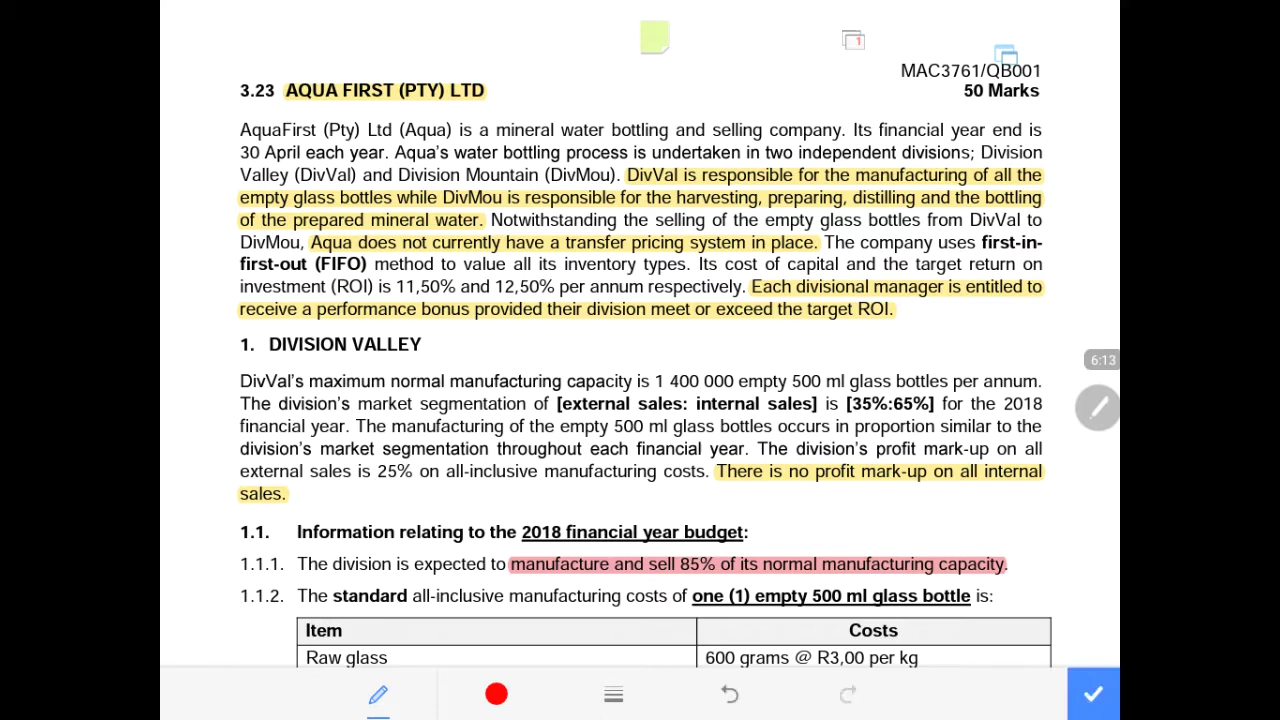 1
MAC3761/QB001
3.23 AQUA FIRST (PTY) LTD 50 Marks
AquaFirst (Pty) Ltd (Aqua) is a mineral water bottling and selling company. Its financial year end is
30 April each year. Aqua's water bottling process is undertaken in two independent divisions; Division
Valley (DivVal) and Division Mountain (DivMou). DivVal is responsible for the manufacturing of all the
empty glass bottles while DivMou is responsible for the harvesting, preparing, distilling and the bottling
of the prepared mineral water. Notwithstanding the selling of the empty glass bottles from DivVal to
DivMou, Aqua does not currently have a transfer pricing system in place. The company uses first-in-
first-out (FIFO) method to value all its inventory types. Its cost of capital and the target return on
investment (ROI) is 11,50% and 12,50% per annum respectively. Each divisional manager is entitled to
receive a performance bonus provided their division meet or exceed the target ROI.
1. DIVISION VALLEY
DivVal's maximum normal manufacturing capacity is 1 400 000 empty 500 ml glass bottles per annum.
The division's market segmentation of [external sales: internal sales] is [35%:65%] for the 2018
financial year. The manufacturing of the empty 500 ml glass bottles occurs in proportion similar to the
division's market segmentation throughout each financial year. The division's profit mark-up on all
external sales is 25% on all-inclusive manufacturing costs. There is no profit mark-up on all internal
sales.
1.1. Information relating to the 2018 financial year budget:
1.1.1. The division is expected to manufacture and sell 85% of its normal manufacturing capacity.
1.1.2. The standard all-inclusive manufacturing costs of one (1) empty 500 ml glass bottle is:
Item Costs
Raw glass 600 grams @ R3,00 per kg
6:13